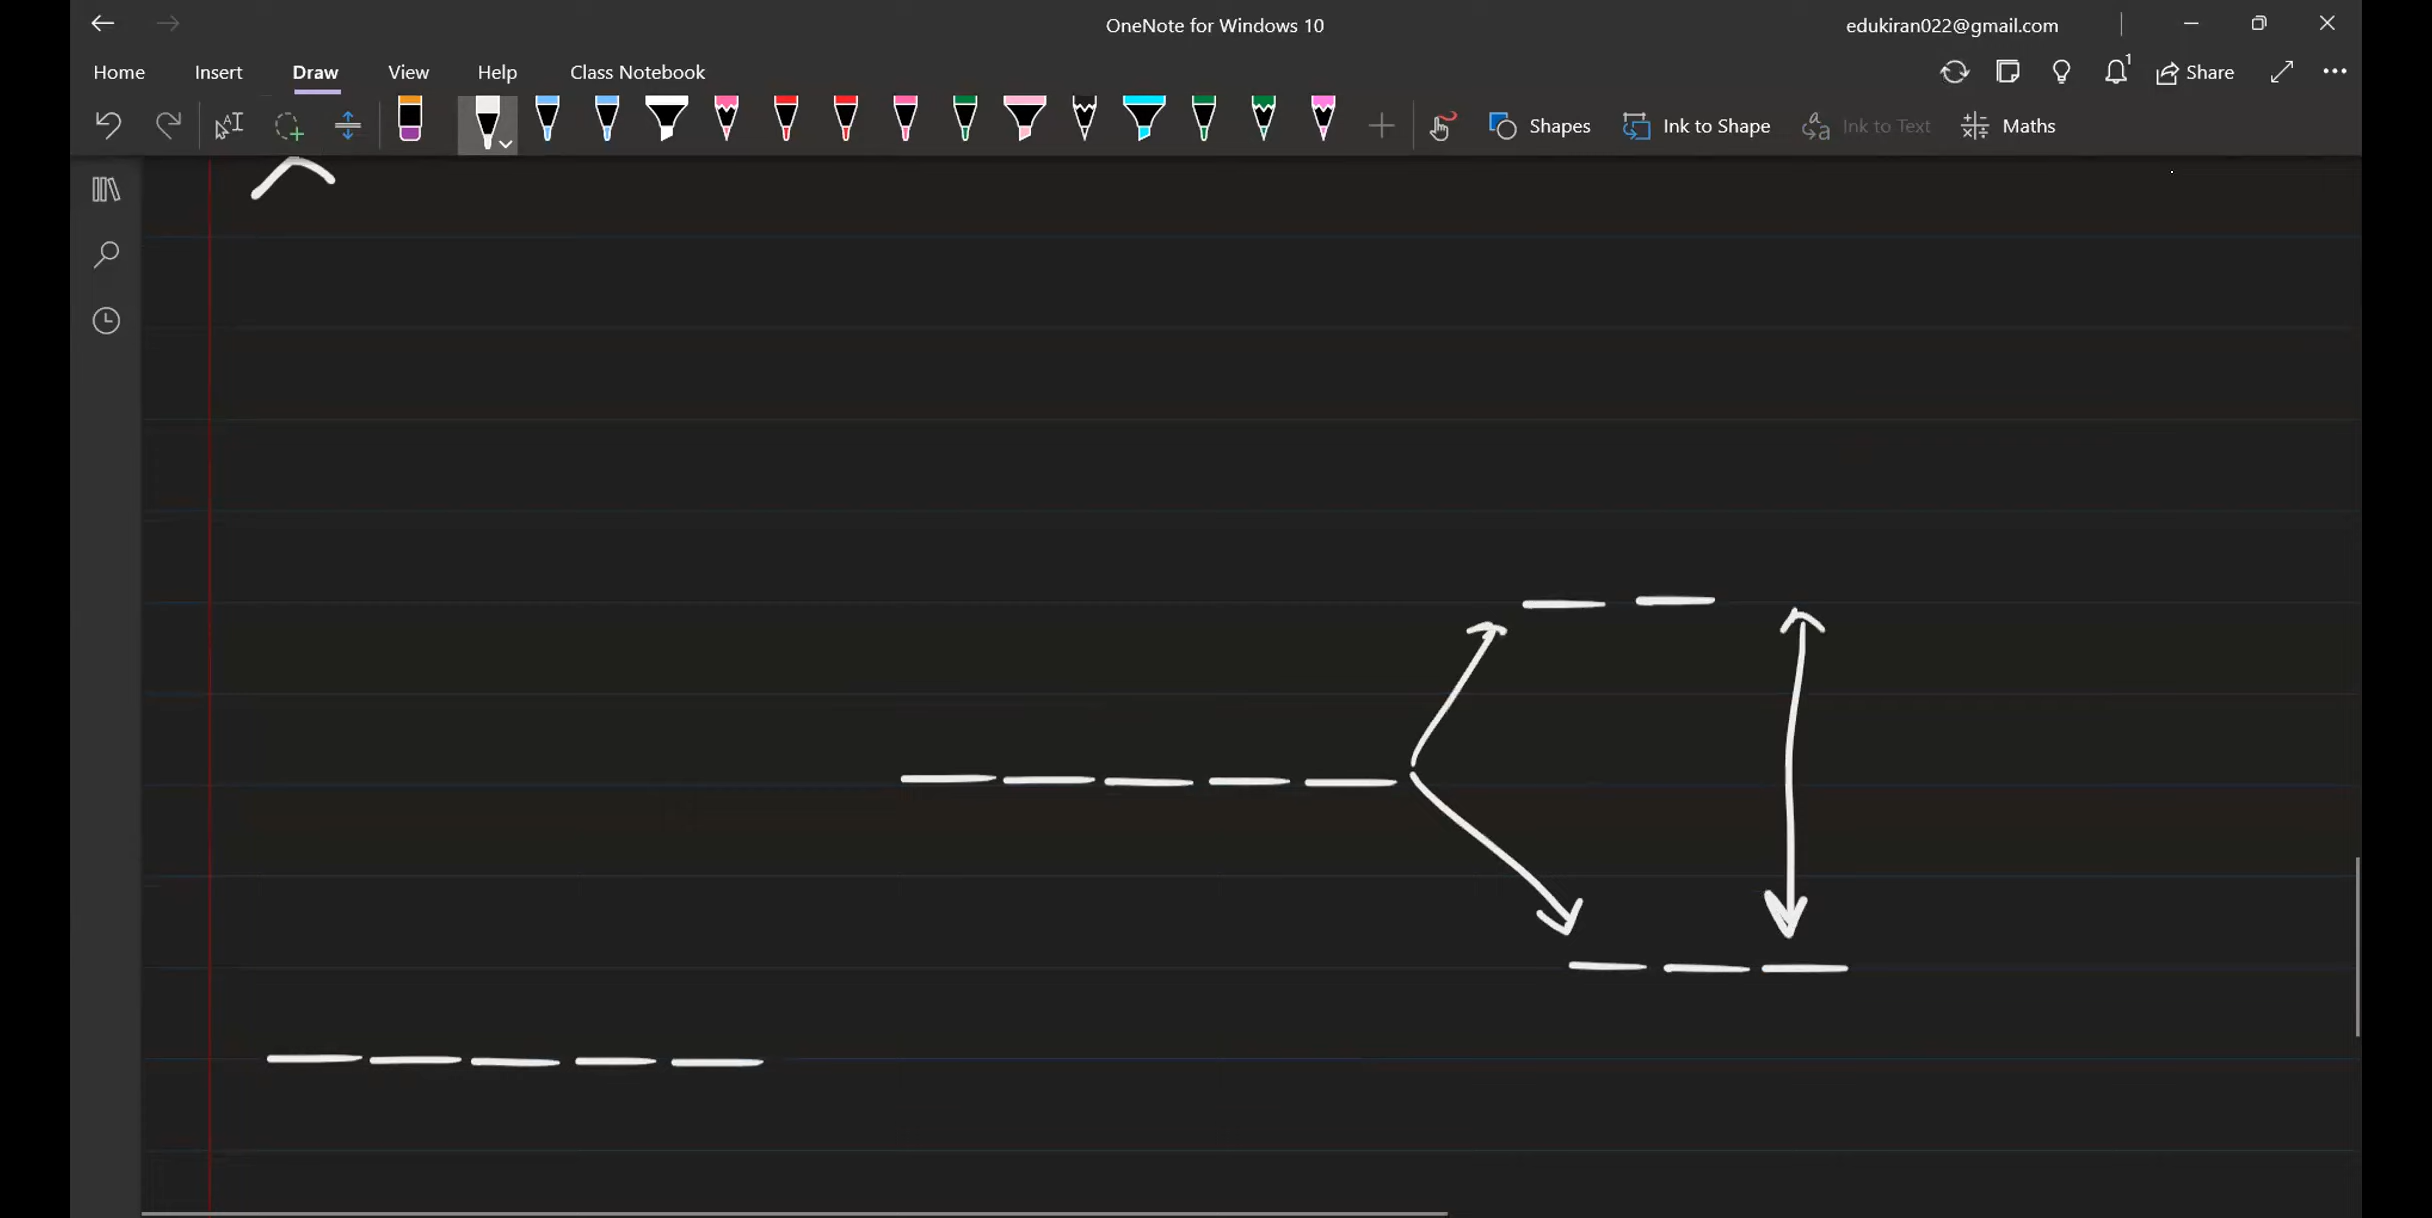 OneNote for Windows 10
edukiran022@gmail.com
Home Insert Draw View Help Class Notebook
1
Share
Shapes Ink to Shape Ink to Text Maths